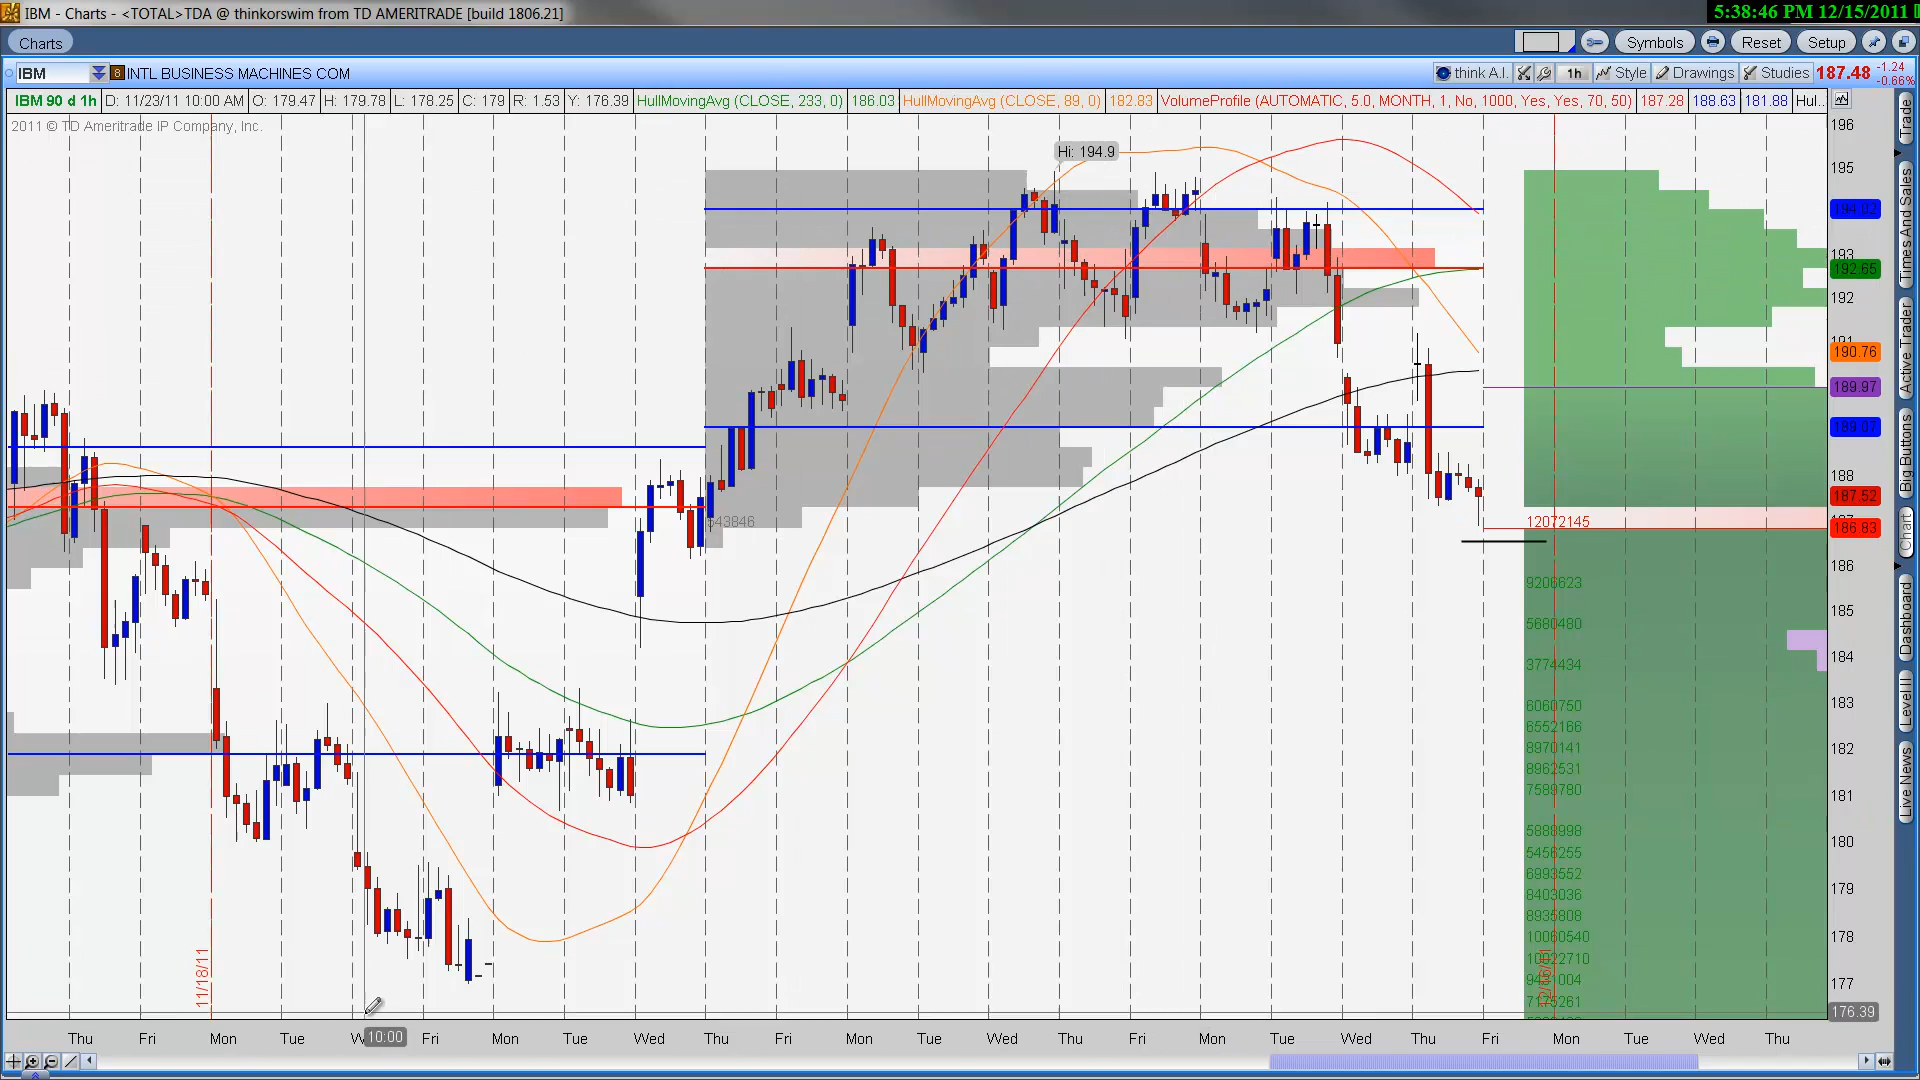 IBM - Charts - <TOTAL>TDA @ thinkorswim from TD AMERITRADE [build 1806.21]
5:38:46 PM 12/15/2011
Charts
Symbols
Reset
Setup
IBM
8
INTL BUSINESS MACHINES COM
think A.I.
1h
Style
Drawings
Studies
187.48
-1.24
-0.66%
IBM 90 d 1h
D: 11/23/11 10:00 AM
O: 179.47
H: 179.78
L: 178.25
C: 179
R: 1.53
Y: 176.39
HullMovingAvg (CLOSE, 233, 0)
186.03
HullMovingAvg (CLOSE, 89, 0)
182.83
VolumeProfile (AUTOMATIC, 5.0, MONTH, 1, No, 1000, Yes, Yes, 70, 50)
187.28
188.63
181.88
Hul...
2011 © TD Ameritrade IP Company, Inc.
Hi: 194.9
196
195
194.02
193
192.65
192
190.76
189.97
189.07
188
187.52
186.83
186
185
184
183
182
181
180
179
178
177
176.39
543846
12072145
9206623
5680480
3774434
6060750
6552166
8970141
8962531
7589780
5888998
5456255
6993552
8403036
8935808
10060540
10022710
9431004
7175261
11/18/11
Thu
Fri
Mon
Tue
10:00
Fri
Mon
Tue
Wed
Thu
Fri
Mon
Tue
Wed
Thu
Fri
Mon
Tue
Wed
Thu
Fri
Mon
Tue
Wed
Thu
Trade
Times And Sales
Active Trader
Big Buttons
Chart
Dashboard
Level II
Live News